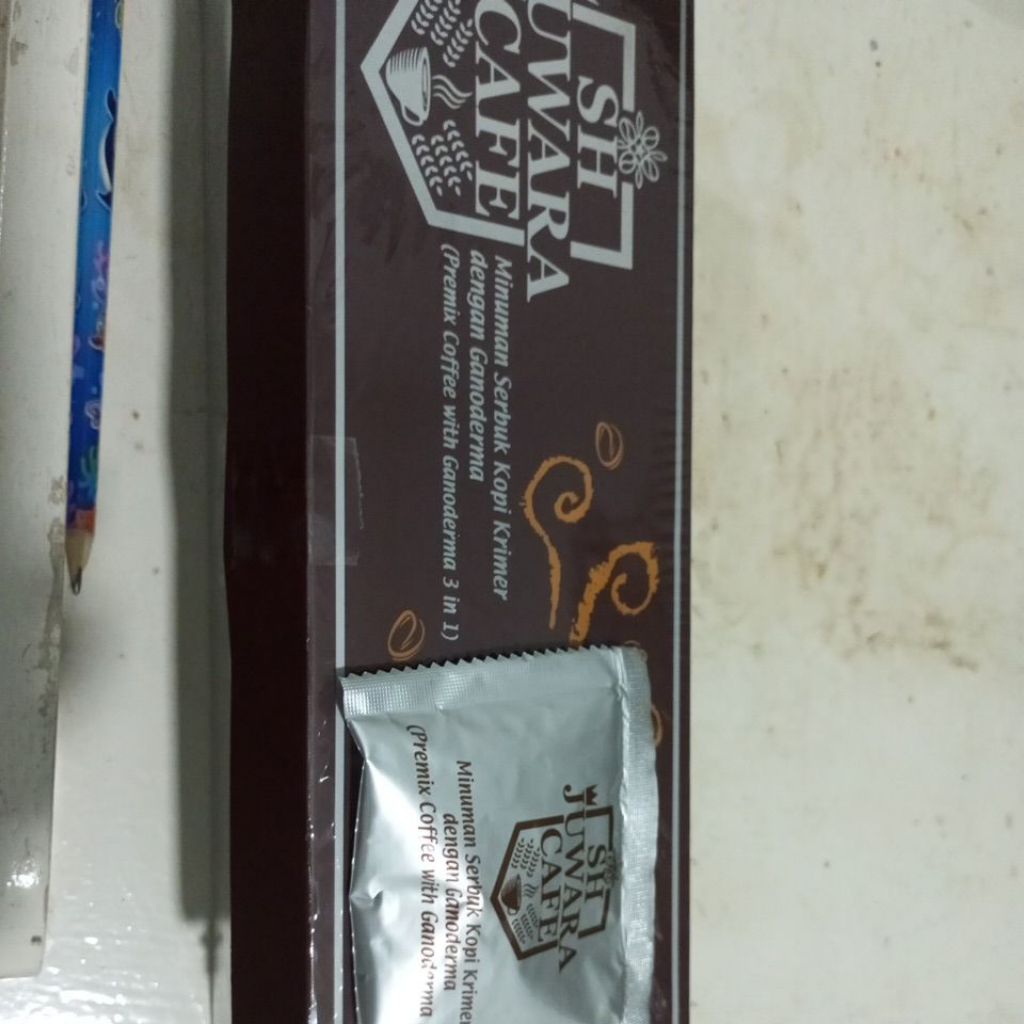 SH
UWARA
CAFE
Minuman Serbuk Kopi Krimer
dengan Ganoderma
(Premix Coffee with Ganoderma 3 in 1)
SH
JUWARA
CAFE
Minuman Serbuk Kopi Krimer
dengan Ganoderma
(Premix Coffee with Ganoderma